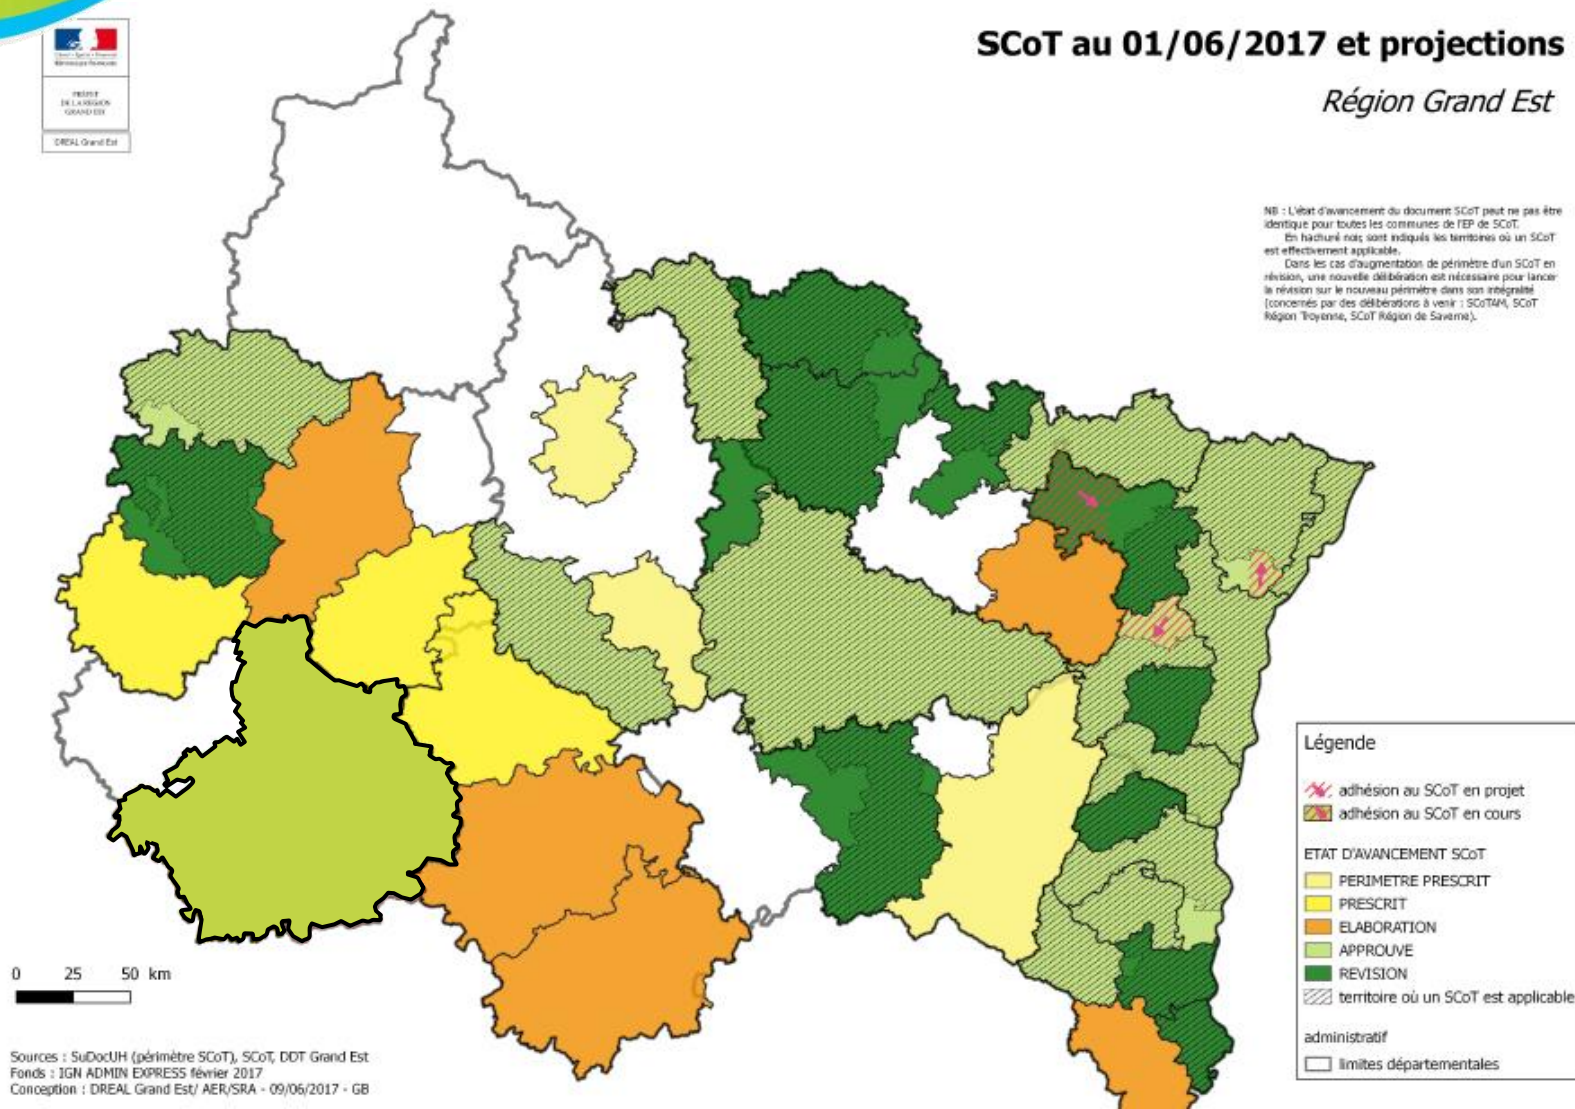 PRÉFET
DE LA RÉGION
GRAND EST
DREAL Grand Est
SCoT au 01/06/2017 et projections
Région Grand Est
NB : L'état d'avancement du document SCoT peut ne pas être
identique pour toutes les communes de l'EP de SCoT.
En hachuré noir, sont indiqués les territoires où un SCoT
est effectivement applicable.
Dans les cas d'augmentation de périmètre d'un SCoT en
révision, une nouvelle délibération est nécessaire pour lancer
la révision sur le nouveau périmètre dans son intégralité
(concernés par des délibérations à venir : SCoTAM, SCoT
Région Troyenne, SCoT Région de Saverne).
Légende
adhésion au SCoT en projet
adhésion au SCoT en cours
ETAT D'AVANCEMENT SCoT
PERIMETRE PRESCRIT
PRESCRIT
ELABORATION
APPROUVE
REVISION
territoire où un SCoT est applicable
administratif
limites départementales
0 25 50 km
Sources : SuDocUH (périmètre SCoT), SCoT, DDT Grand Est
Fonds : IGN ADMIN EXPRESS février 2017
Conception : DREAL Grand Est/ AER/SRA - 09/06/2017 - GB